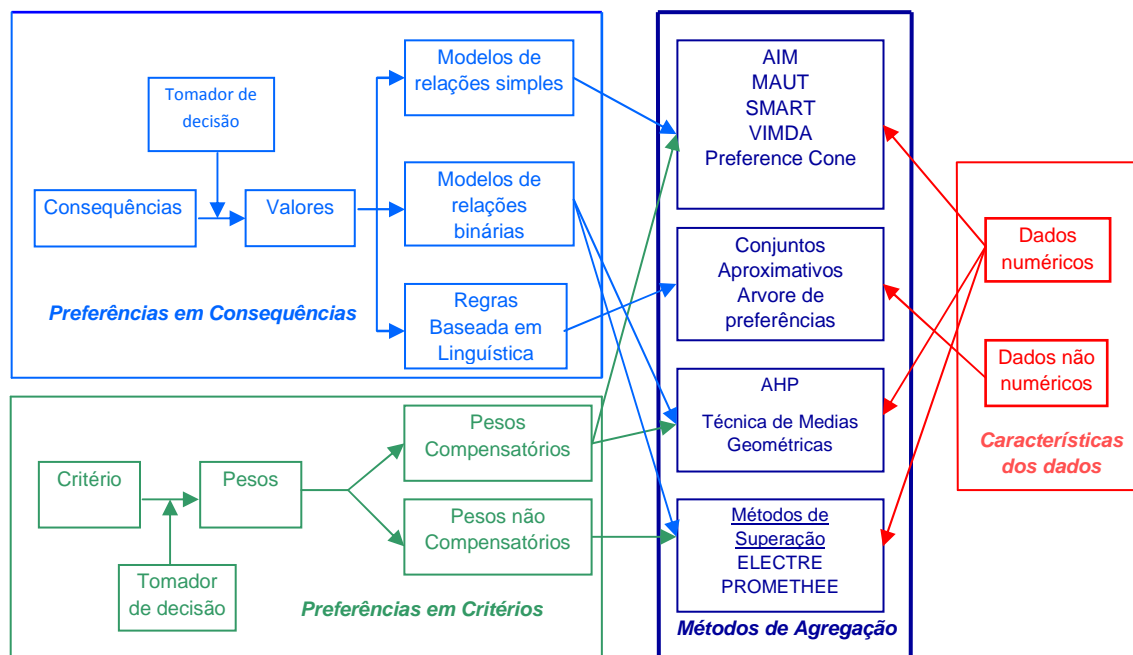 Modelos de
relações simples
Tomador de
decisão
Consequências
Valores
Modelos de
relações
binárias
Regras
Baseada em
Linguística
Preferências em Consequências
Critério
Pesos
Pesos
Compensatórios
Pesos não
Compensatórios
Tomador
de decisão
Preferências em Critérios
AIM
MAUT
SMART
VIMDA
Preference Cone
Conjuntos
Aproximativos
Arvore de
preferências
AHP
Técnica de Medias
Geométricas
Métodos de
Superação
ELECTRE
PROMETHEE
Métodos de Agregação
Dados
numéricos
Dados não
numéricos
Características
dos dados